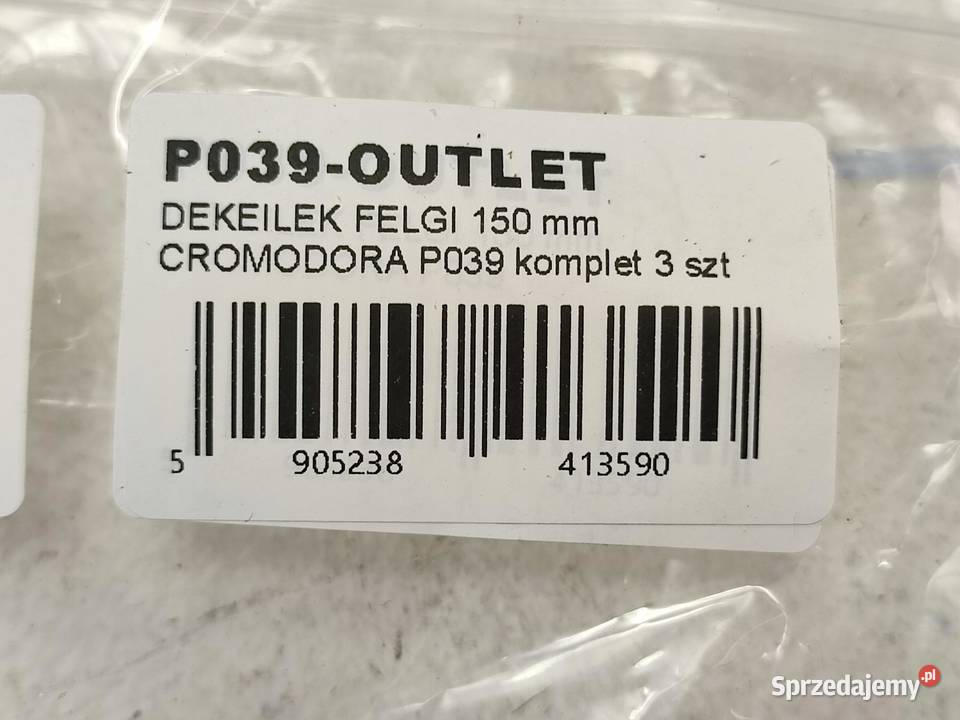 P039-OUTLET
DEKEILEK FELGI 150 mm
CROMODORA P039 komplet 3 szt
5 905238 413590
Sprzedajemy.pl